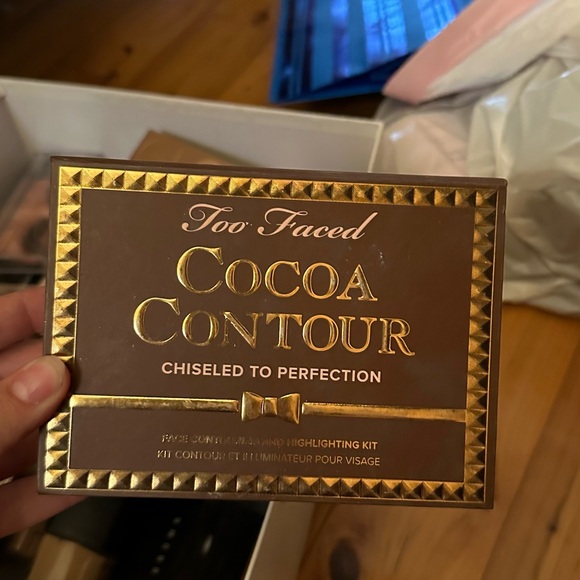 Too Faced
COCOA
CONTOUR
CHISELED TO PERFECTION
FACE CONTOURING AND HIGHLIGHTING KIT
KIT CONTOUR ET ILLUMINATEUR POUR VISAGE